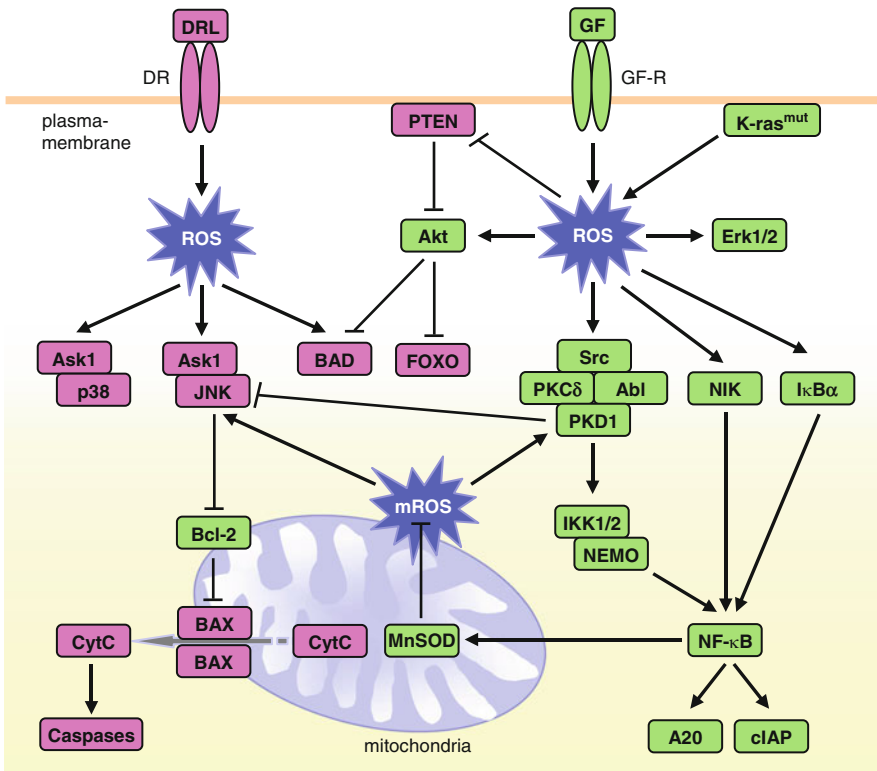 DRL
GF
DR
GF-R
plasma-
membrane
PTEN
K-ras^mut
ROS
Akt
ROS
Erk1/2
Ask1
p38
Ask1
JNK
BAD
FOXO
Src
PKCδ
Abl
PKD1
NIK
IκBα
mROS
Bcl-2
IKK1/2
NEMO
BAX
BAX
CytC
CytC
MnSOD
NF-κB
Caspases
mitochondria
A20
cIAP